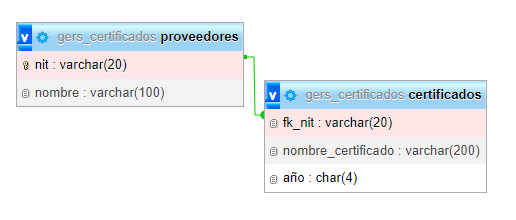 v gers_certificados proveedores
nit : varchar(20)
nombre : varchar(100)
v gers_certificados certificados
fk_nit : varchar(20)
nombre_certificado : varchar(200)
año : char(4)